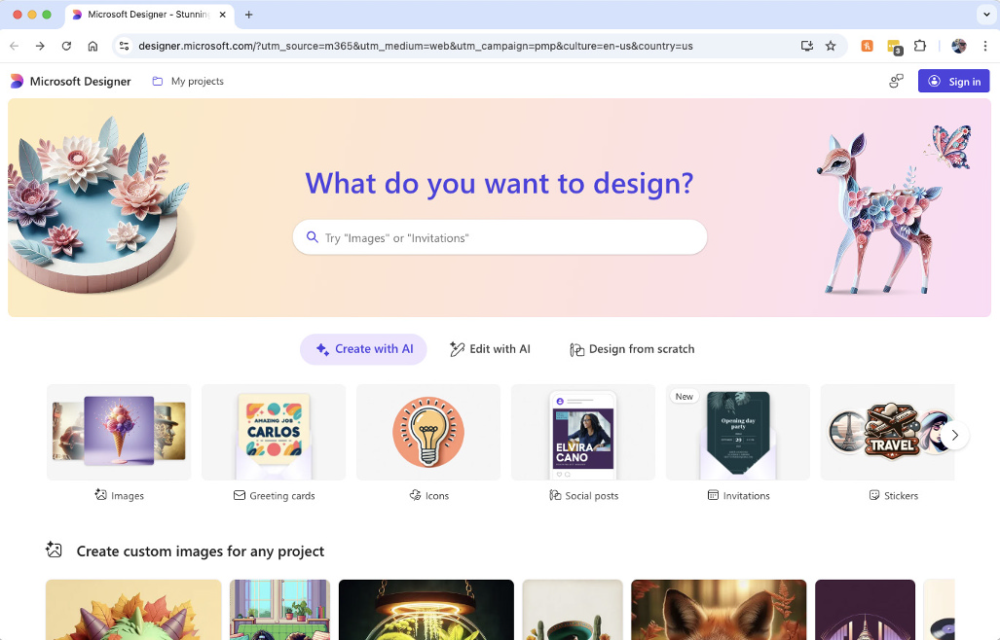 Microsoft Designer - Stunning
designer.microsoft.com/?utm_source=m365&utm_medium=web&utm_campaign=pmp&culture=en-us&country=us
3
Microsoft Designer
My projects
Sign in
What do you want to design?
Try "Images" or "Invitations"
Create with AI
Edit with AI
Design from scratch
AMAZING JOB
CARLOS
ELVIRA
CANO
New
Opening day
party
29
TRAVEL
Images
Greeting cards
Icons
Social posts
Invitations
Stickers
Create custom images for any project